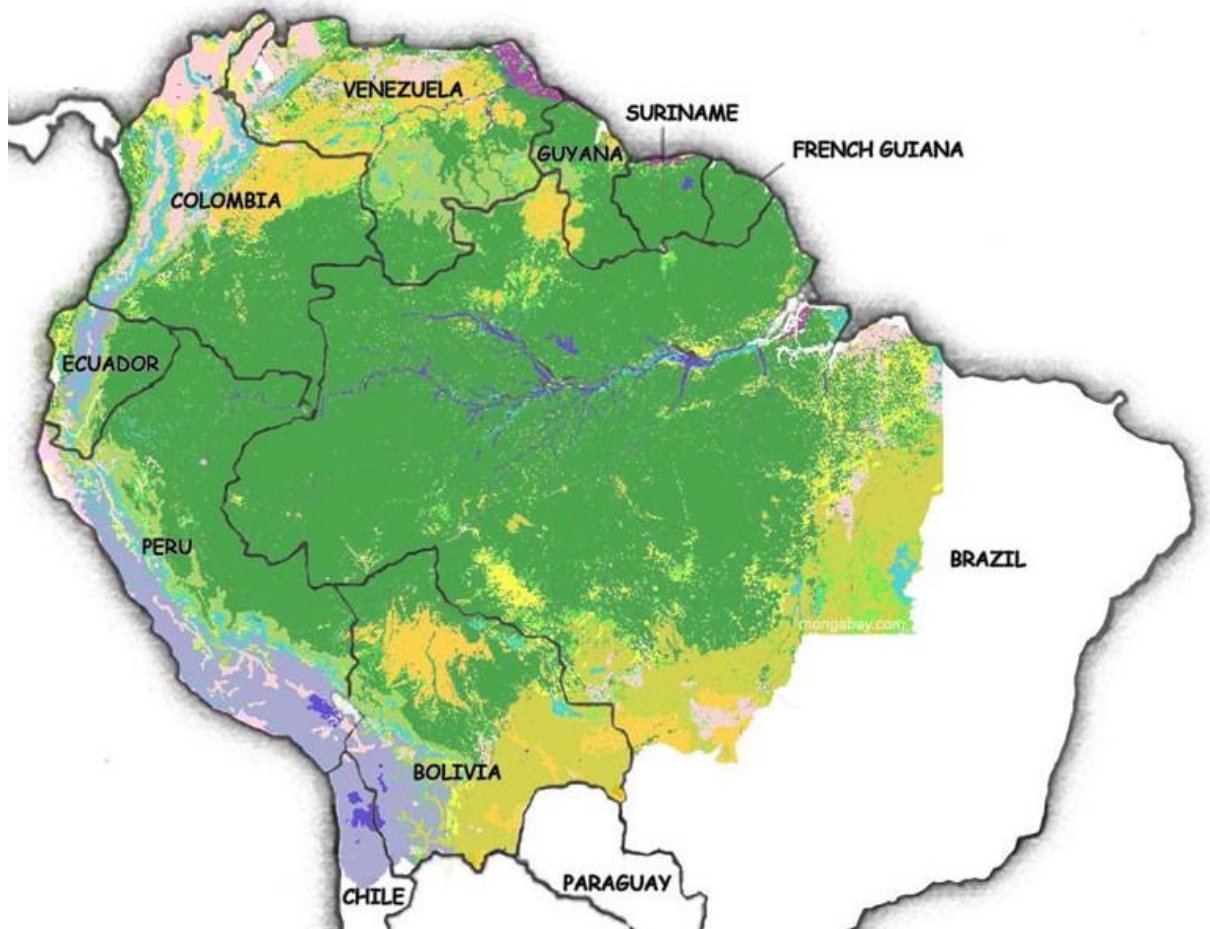 VENEZUELA
SURINAME
GUYANA
FRENCH GUIANA
COLOMBIA
ECUADOR
PERU
BRAZIL
mongabay.com
BOLIVIA
PARAGUAY
CHILE